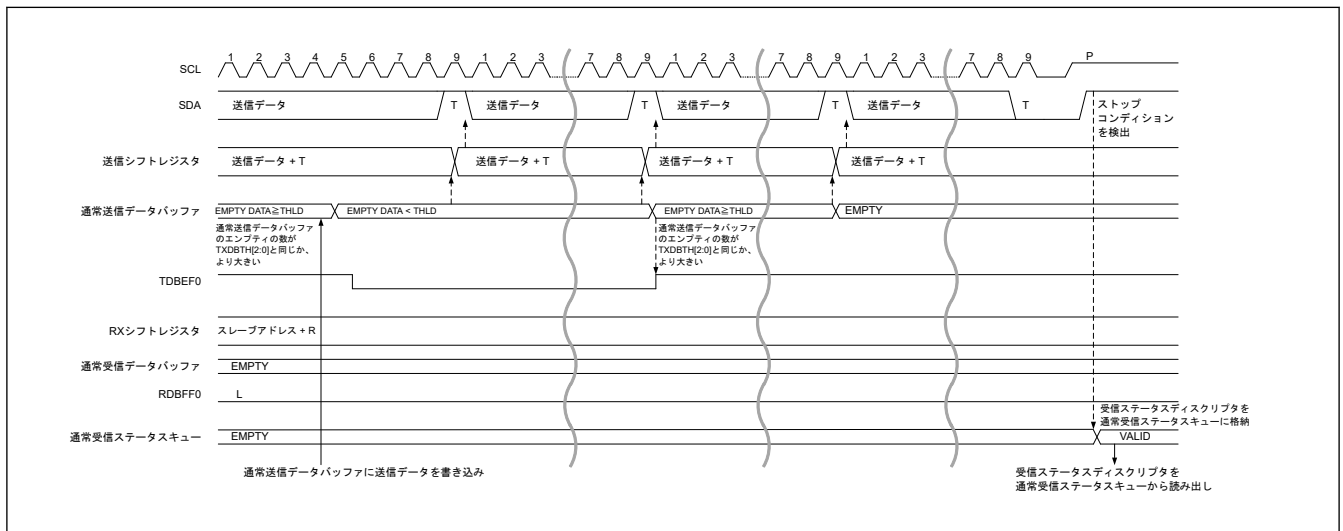 SCL
1 2 3 4 5 6 7 8 9 1 2 3 7 8 9 1 2 3 7 8 9 1 2 3 7 8 9 P
SDA
送信データ T 送信データ T 送信データ T 送信データ T
ストップ
コンディション
を検出
送信シフトレジスタ
送信データ + T 送信データ + T 送信データ + T 送信データ + T
通常送信データバッファ
EMPTY DATA≧THLD EMPTY DATA < THLD EMPTY DATA≧THLD EMPTY
通常送信データバッファ
のエンプティの数が
TXDBTH[2:0]と同じか、
より大きい
通常送信データバッファ
のエンプティの数が
TXDBTH[2:0]と同じか、
より大きい
TDBEF0
RXシフトレジスタ
スレーブアドレス + R
通常受信データバッファ
EMPTY
RDBFF0
L
受信ステータスディスクリプタを
通常受信ステータスキューに格納
通常受信ステータスキュー
EMPTY VALID
通常送信データバッファに送信データを書き込み
受信ステータスディスクリプタを
通常受信ステータスキューから読み出し